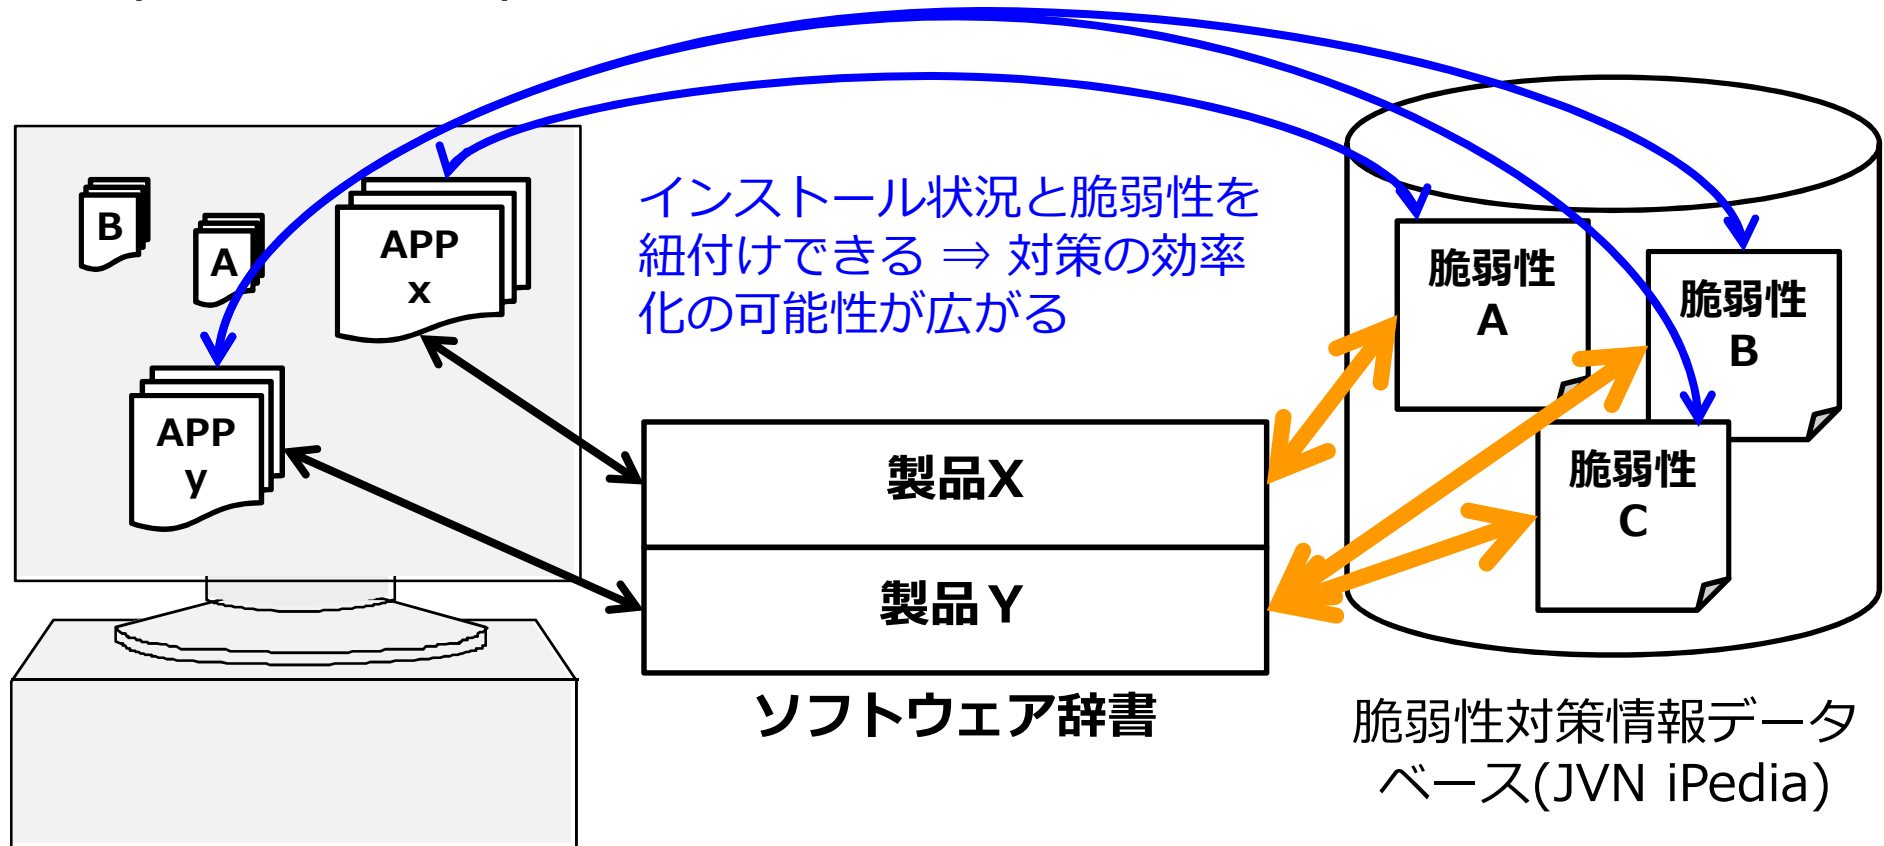 B
A
APP
x
APP
y
インストール状況と脆弱性を
紐付けできる ⇒ 対策の効率
化の可能性が広がる
製品X
製品Y
ソフトウェア辞書
脆弱性
A
脆弱性
B
脆弱性
C
脆弱性対策情報データ
ベース(JVN iPedia)